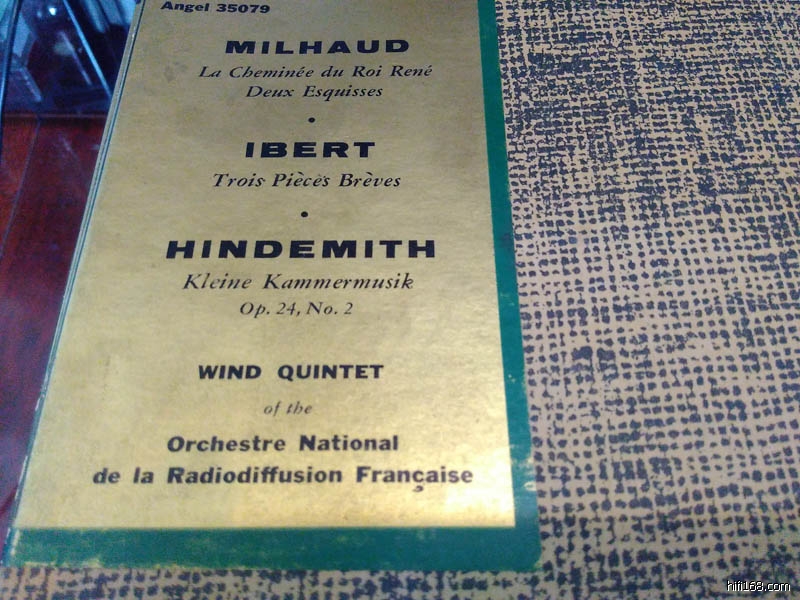 Angel 35079
MILHAUD
La Cheminée du Roi René
Deux Esquisses
•
IBERT
Trois Pièces Brèves
•
HINDEMITH
Kleine Kammermusik
Op. 24, No. 2
WIND QUINTET
of the
Orchestre National
de la Radiodiffusion Française
hifi168.com